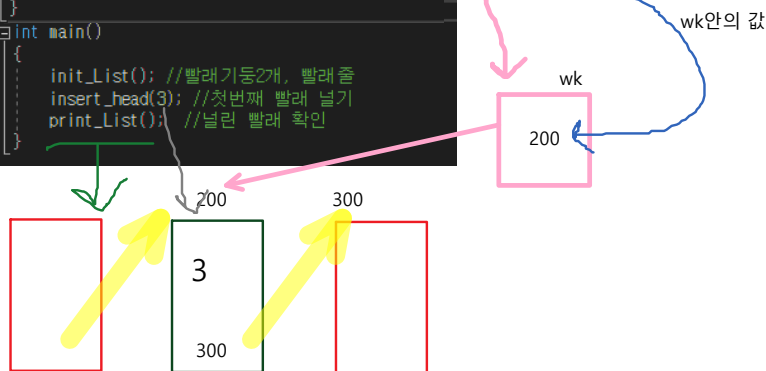 }
int main()
{
init_List(); //빨래기둥2개, 빨래줄
insert_head(3); //첫번째 빨래 널기
print_List(); //널린 빨래 확인
}
wk안의 값
wk
200
200
300
3
300